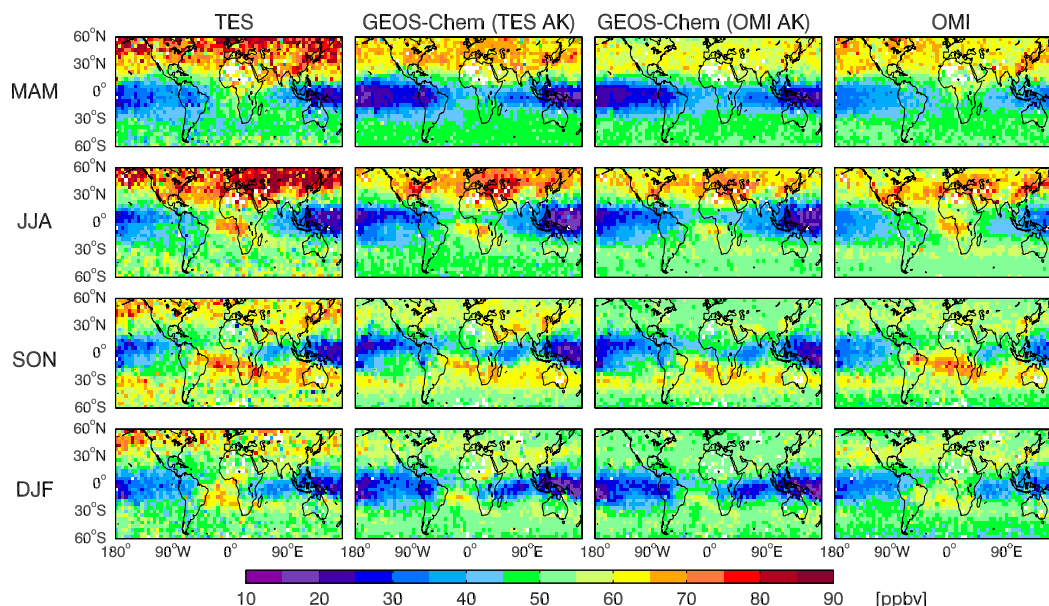 TES GEOS-Chem (TES AK) GEOS-Chem (OMI AK) OMI
60°N
30°N
MAM 0°
30°S
60°S
60°N
30°N
JJA 0°
30°S
60°S
60°N
30°N
SON 0°
30°S
60°S
60°N
30°N
DJF 0°
30°S
60°S
180° 90°W 0° 90°E 180° 90°W 0° 90°E 180° 90°W 0° 90°E 180° 90°W 0° 90°E
10 20 30 40 50 60 70 80 90 [ppbv]